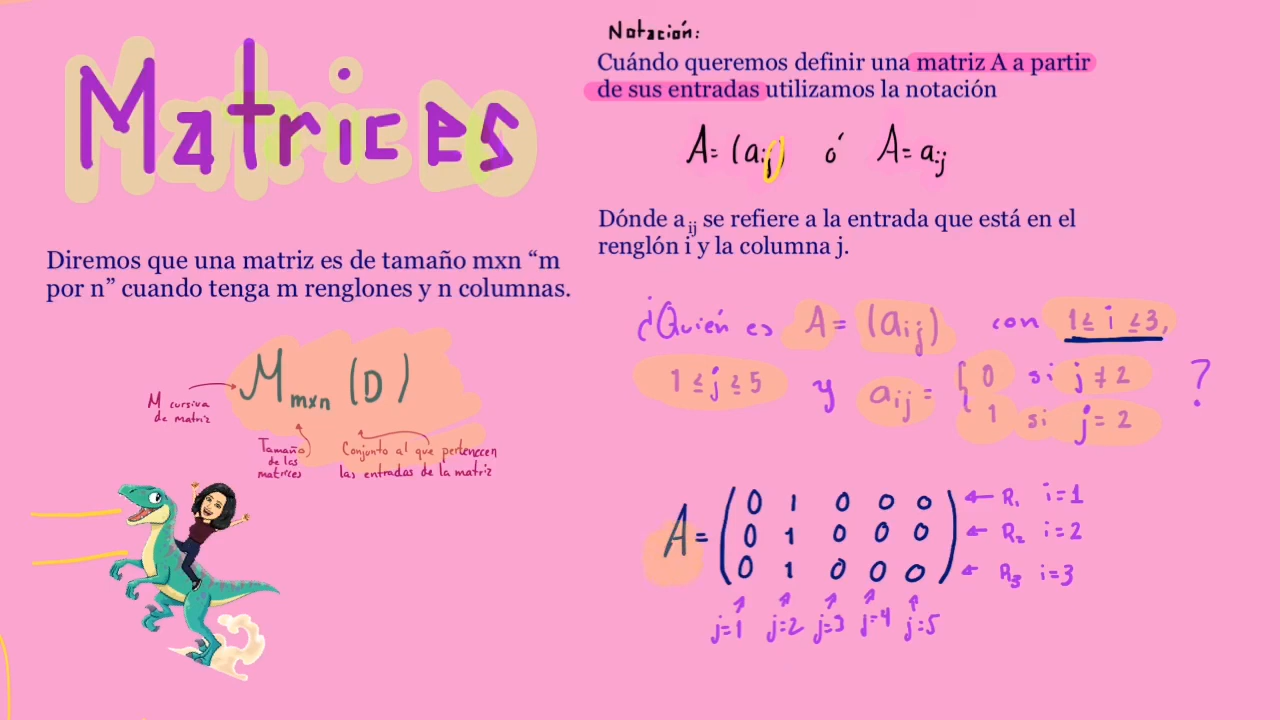 Matrices
Diremos que una matriz es de tamaño mxn “m
por n” cuando tenga m renglones y n columnas.
M mxn (D)
M cursiva
de matriz
Tamaño
de las
matrices
Conjunto al que pertenecen
las entradas de la matriz
Notación:
Cuándo queremos definir una matriz A a partir
de sus entradas utilizamos la notación
A= (aij) ó A= aij
Dónde aij se refiere a la entrada que está en el
renglón i y la columna j.
¿Quién es A= (aij) con 1≤ i ≤3,
1 ≤ j ≤ 5 y aij = { 0 si j ≠ 2 ?
1 si j = 2
0 1 0 0 0 ← R1 i=1
A= 0 1 0 0 0 ← R2 i=2
0 1 0 0 0 ← R3 i=3
j=1 j=2 j=3 j=4 j=5